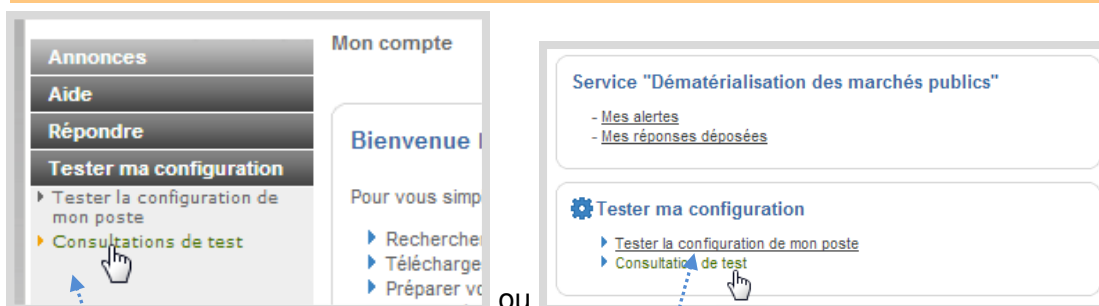 Annonces
Aide
Répondre
Tester ma configuration
Tester la configuration de
mon poste
Consultations de test
Mon compte
Bienvenue
Pour vous simp
Recherche
Télécharge
Préparer vo
ou
Service "Dématérialisation des marchés publics"
- Mes alertes
- Mes réponses déposées
Tester ma configuration
Tester la configuration de mon poste
Consultation de test